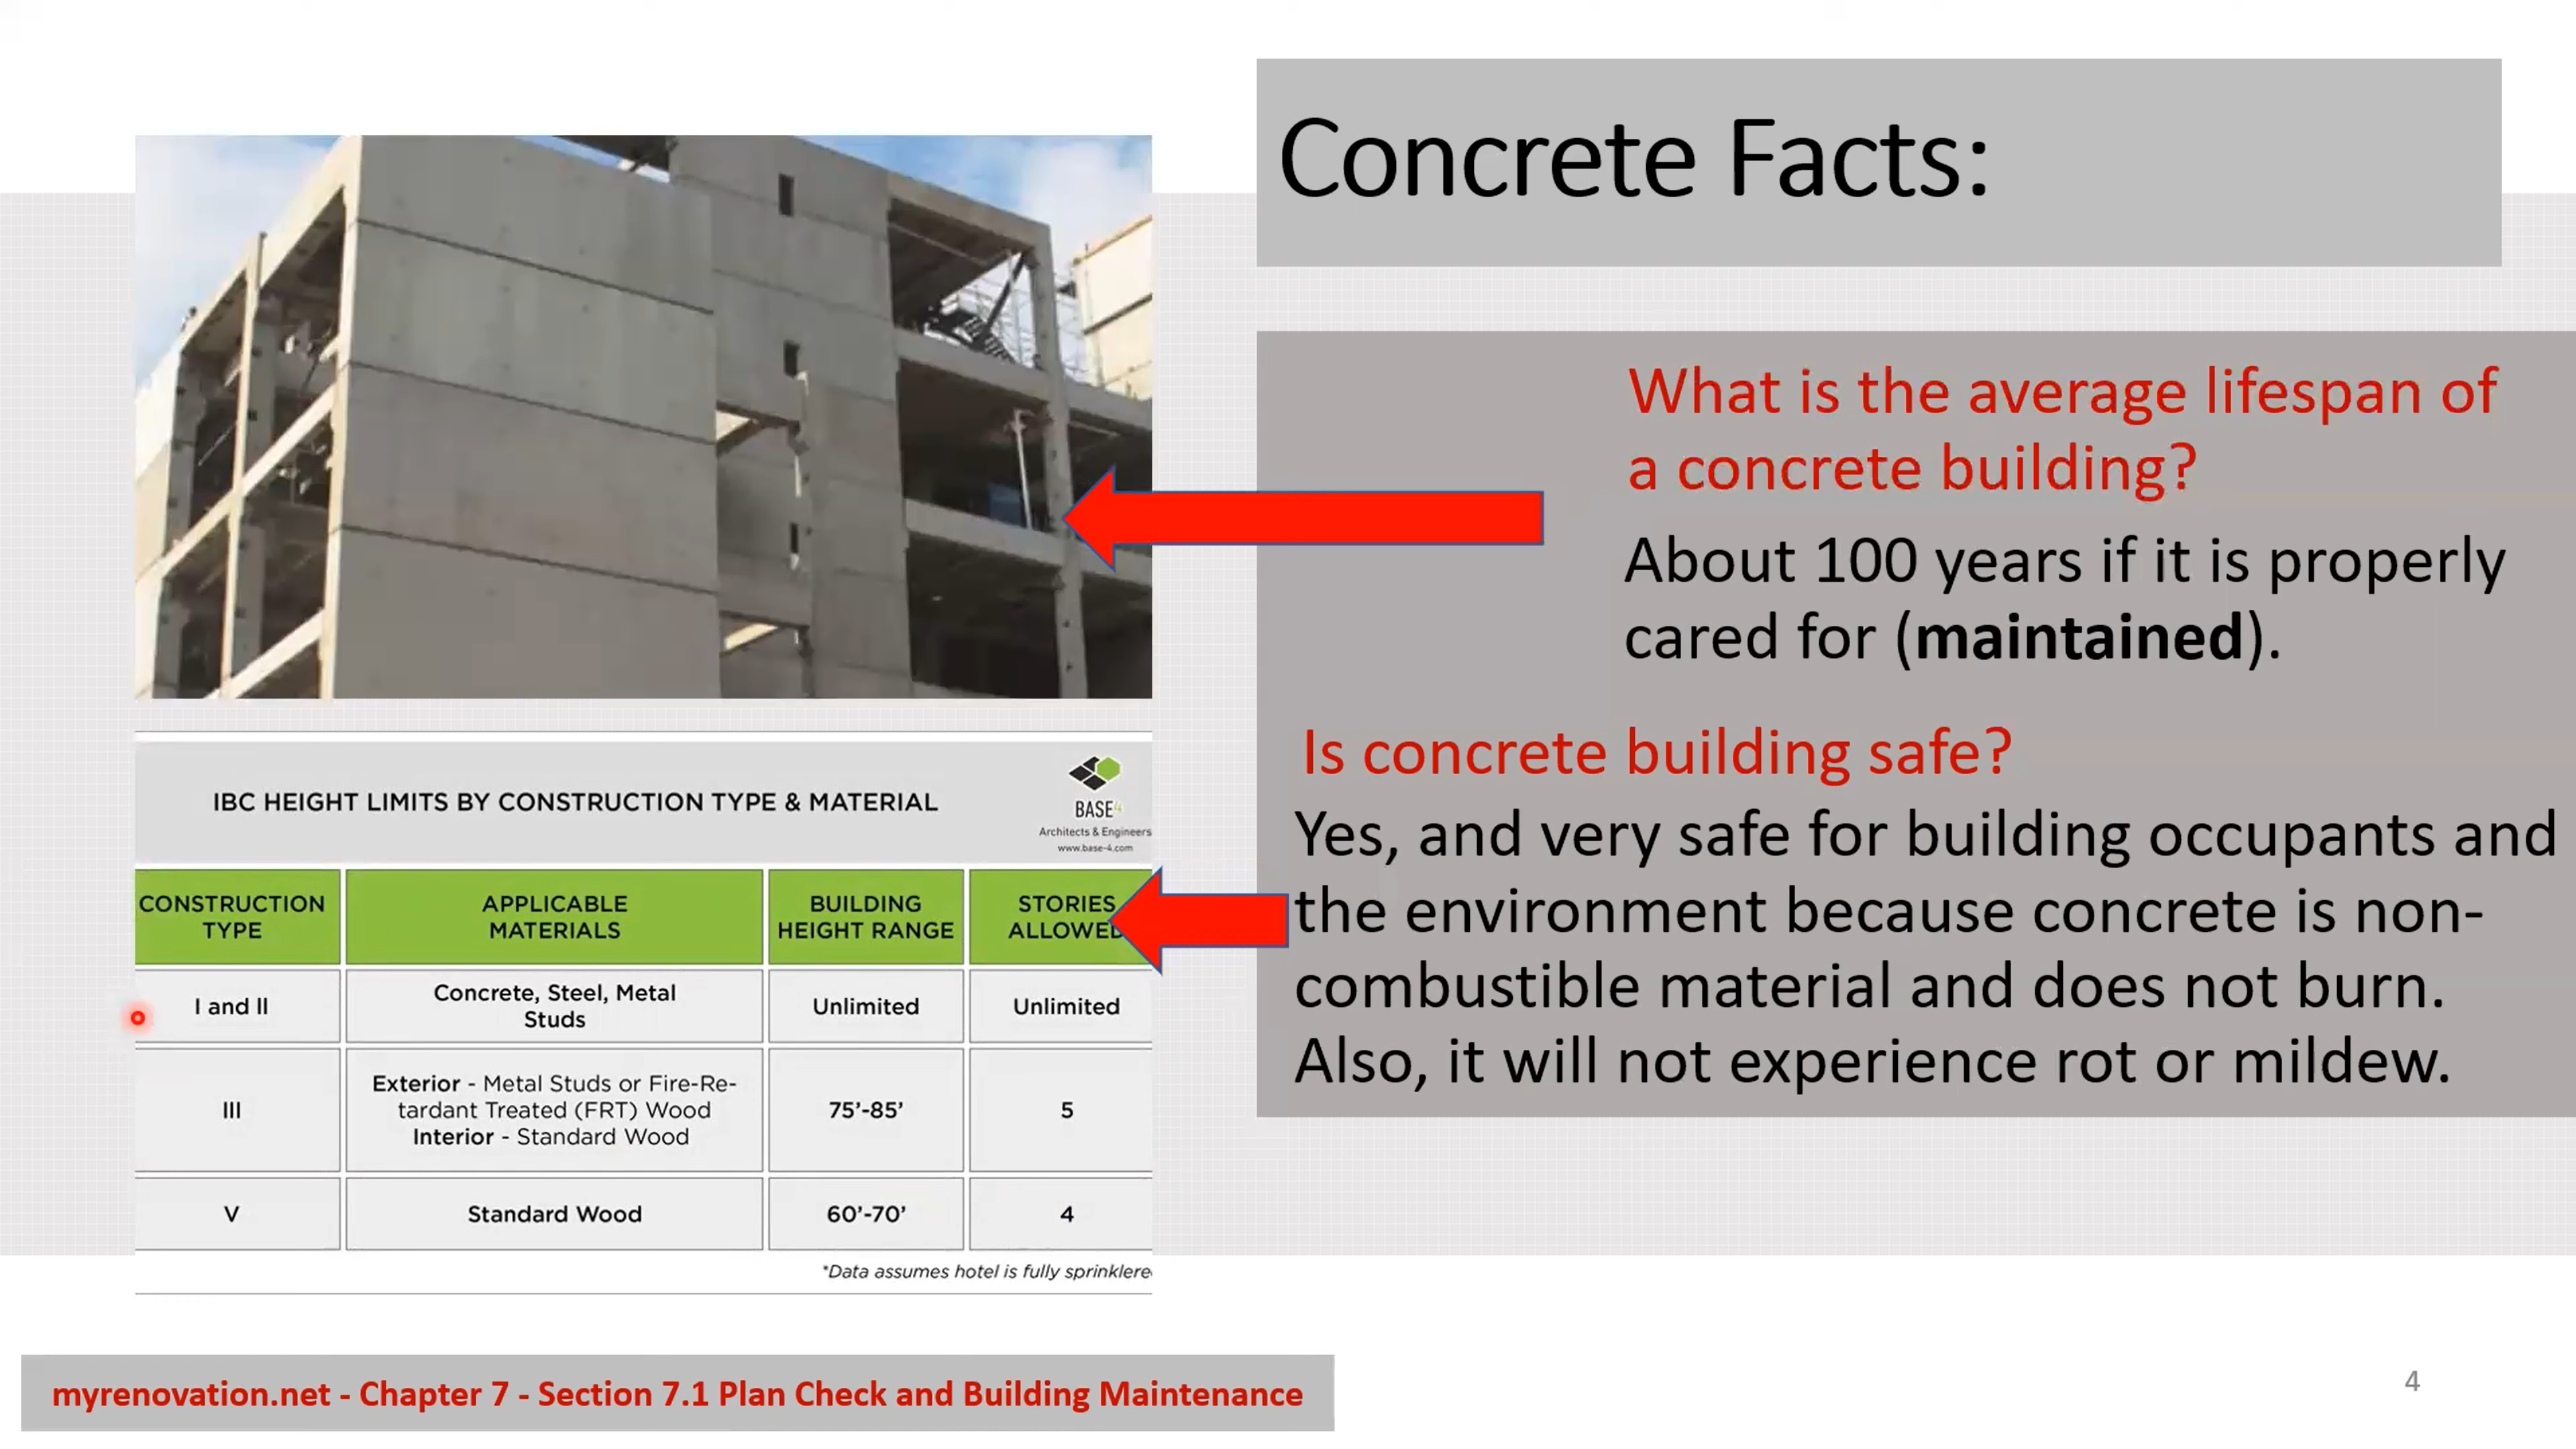 Concrete Facts:
What is the average lifespan of
a concrete building?
About 100 years if it is properly
cared for (maintained).
Is concrete building safe?
Yes, and very safe for building occupants and
the environment because concrete is non-
combustible material and does not burn.
Also, it will not experience rot or mildew.
IBC HEIGHT LIMITS BY CONSTRUCTION TYPE & MATERIAL
BASE4
Architects & Engineers
www.base-4.com
CONSTRUCTION
TYPE
APPLICABLE
MATERIALS
BUILDING
HEIGHT RANGE
STORIES
ALLOWED
I and II
Concrete, Steel, Metal
Studs
Unlimited
Unlimited
III
Exterior - Metal Studs or Fire-Re-
tardant Treated (FRT) Wood
Interior - Standard Wood
75'-85'
5
V
Standard Wood
60'-70'
4
*Data assumes hotel is fully sprinklere
myrenovation.net - Chapter 7 - Section 7.1 Plan Check and Building Maintenance
4